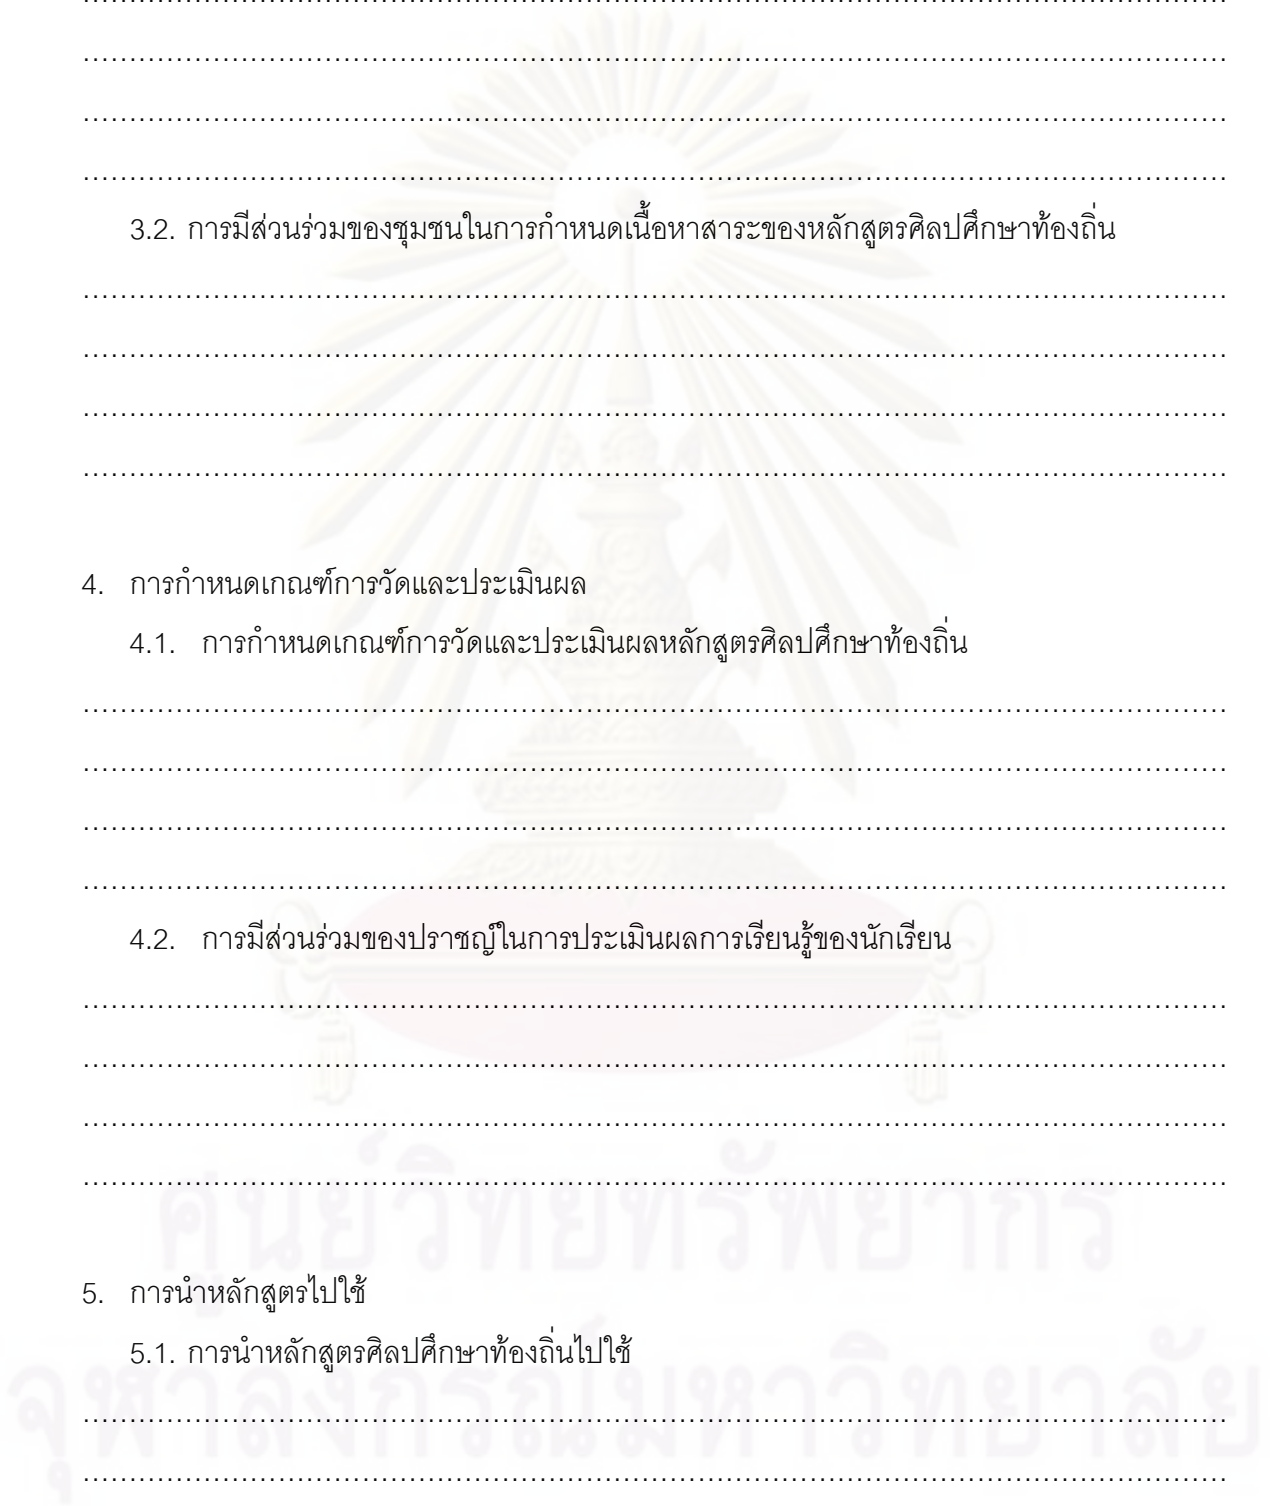 ................................................................................
................................................................................
................................................................................
................................................................................
3.2. การมีส่วนร่วมของชุมชนในการกำหนดเนื้อหาสาระของหลักสูตรศิลปศึกษาท้องถิ่น
................................................................................
................................................................................
................................................................................
................................................................................
4. การกำหนดเกณฑ์การวัดและประเมินผล
4.1. การกำหนดเกณฑ์การวัดและประเมินผลหลักสูตรศิลปศึกษาท้องถิ่น
................................................................................
................................................................................
................................................................................
................................................................................
4.2. การมีส่วนร่วมของปราชญ์ในการประเมินผลการเรียนรู้ของนักเรียน
................................................................................
................................................................................
................................................................................
................................................................................
ศูนย์วิทยทรัพยากร
5. การนำหลักสูตรไปใช้
5.1. การนำหลักสูตรศิลปศึกษาท้องถิ่นไปใช้
จุฬาลงกรณ์มหาวิทยาลัย
................................................................................
................................................................................